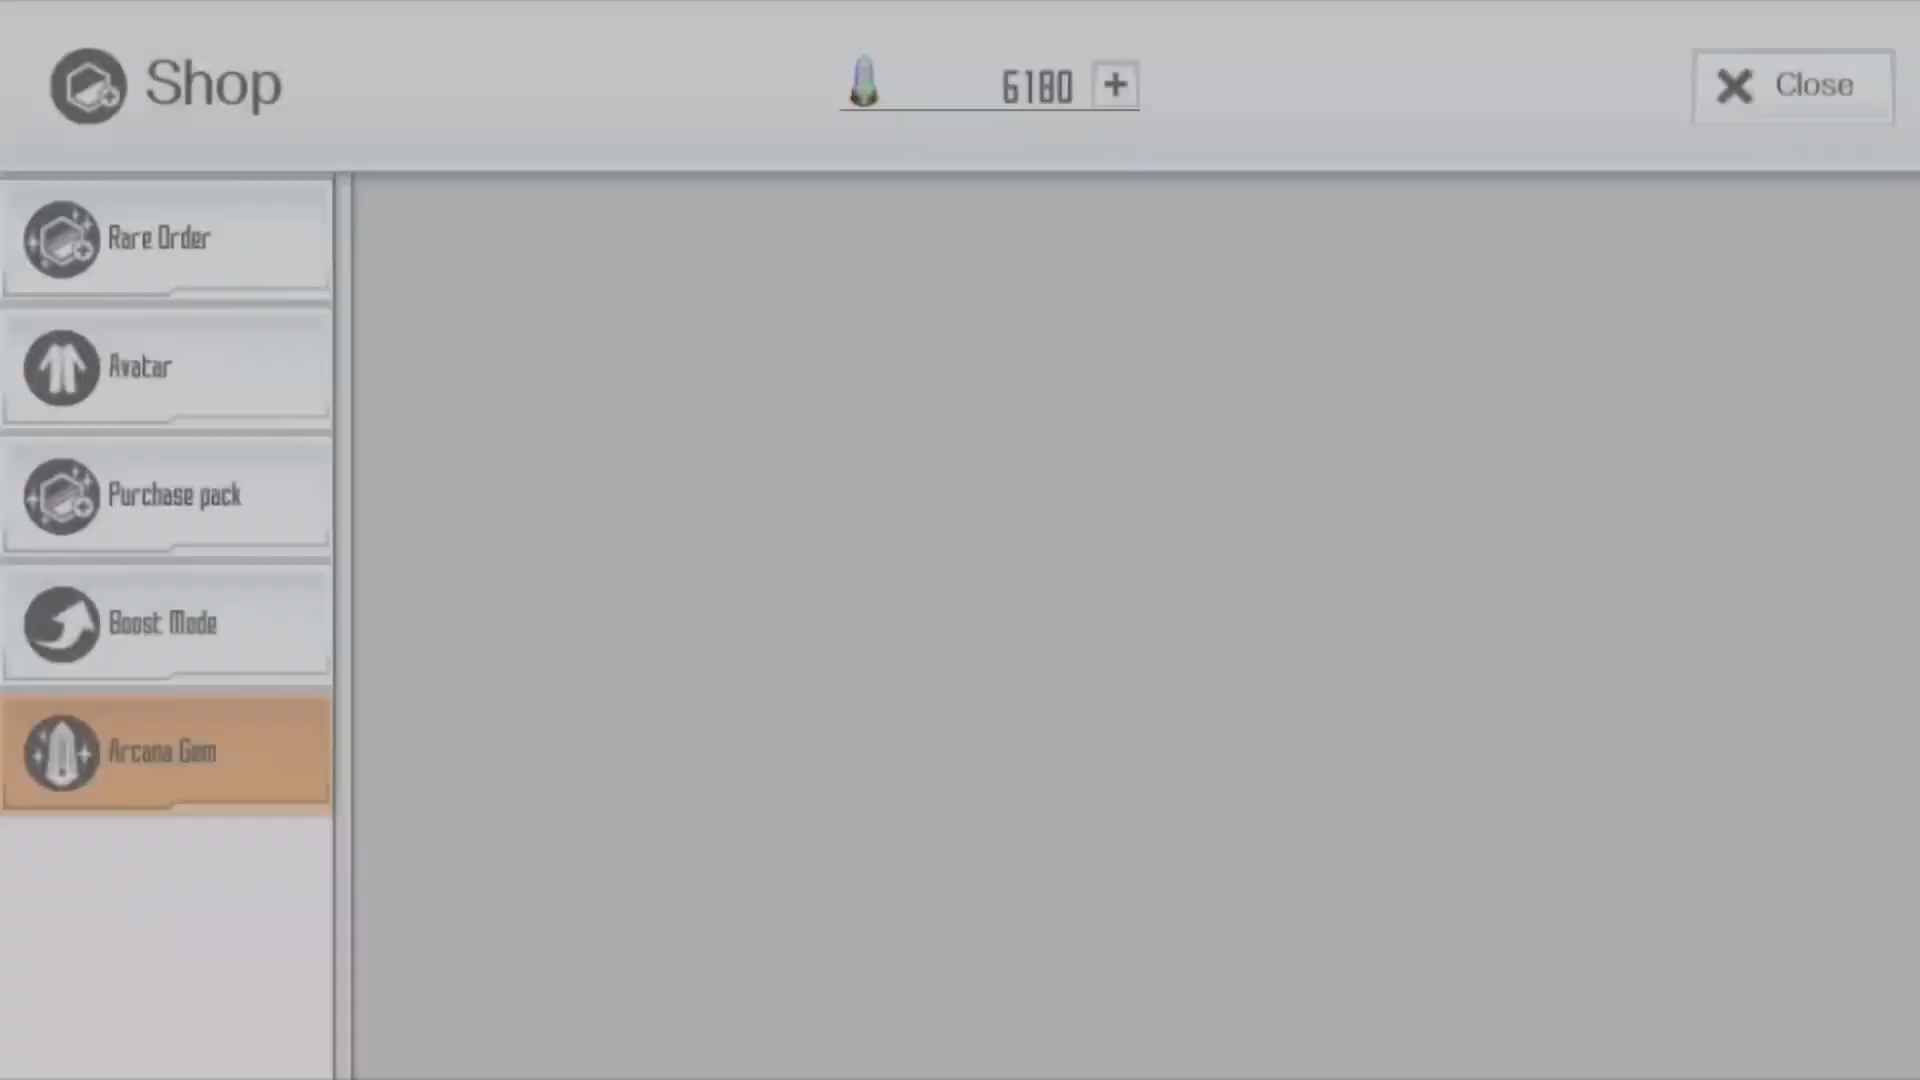 Shop
6180
Close
Rare Order
Avatar
Purchase pack
Boost Mode
Arcana Gem